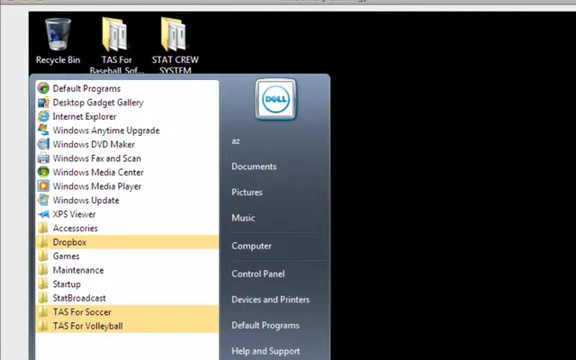 Recycle Bin
TAS For
Baseball Sof...
STAT CREW
SYSTEM
Default Programs
Desktop Gadget Gallery
Internet Explorer
Windows Anytime Upgrade
Windows DVD Maker
Windows Fax and Scan
Windows Media Center
Windows Media Player
Windows Update
XPS Viewer
Accessories
Dropbox
Games
Maintenance
Startup
StatBroadcast
TAS For Soccer
TAS For Volleyball
DELL
az
Documents
Pictures
Music
Computer
Control Panel
Devices and Printers
Default Programs
Help and Support